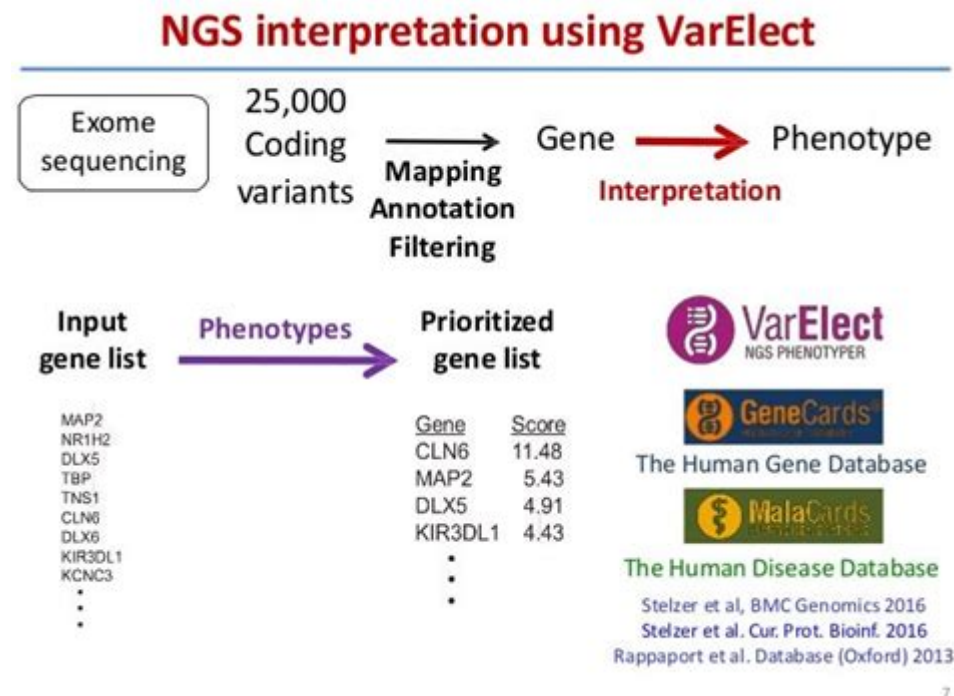 NGS interpretation using VarElect
Exome
sequencing
25,000
Coding
variants
Mapping
Annotation
Filtering
Gene
Interpretation
Phenotype
Input
gene list
Phenotypes
Prioritized
gene list
MAP2
NR1H2
DLX5
TBP
TNS1
CLN6
DLX6
KIR3DL1
KCNC3
Gene Score
CLN6 11.48
MAP2 5.43
DLX5 4.91
KIR3DL1 4.43
VarElect
NGS PHENOTYPER
GeneCards®
The Human Gene Database
MalaCards
The Human Disease Database
Stelzer et al, BMC Genomics 2016
Stelzer et al. Cur. Prot. Bioinf. 2016
Rappaport et al. Database (Oxford) 2013
7